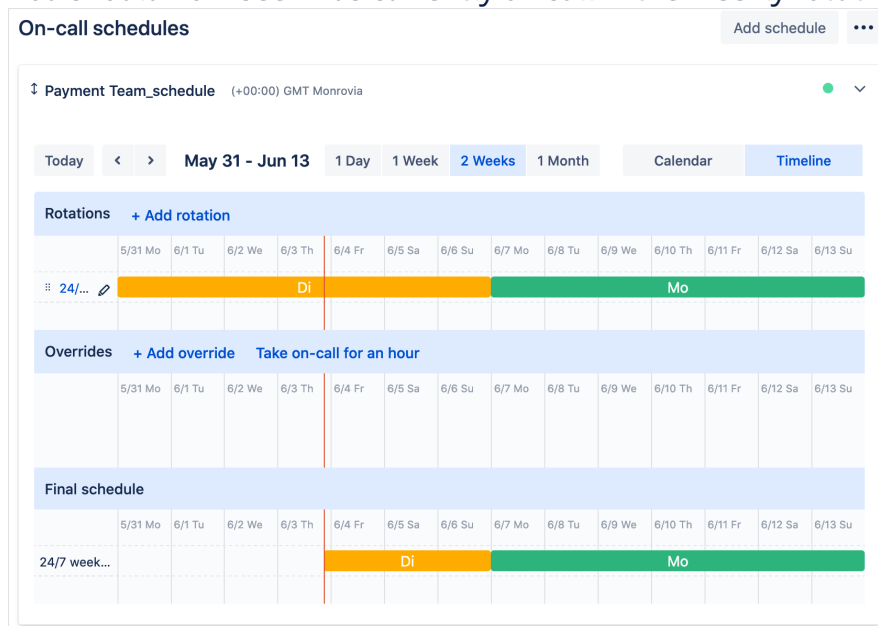 On-call schedules
Add schedule
Payment Team_schedule (+00:00) GMT Monrovia
Today May 31 - Jun 13 1 Day 1 Week 2 Weeks 1 Month Calendar Timeline
Rotations + Add rotation
5/31 Mo 6/1 Tu 6/2 We 6/3 Th 6/4 Fr 6/5 Sa 6/6 Su 6/7 Mo 6/8 Tu 6/9 We 6/10 Th 6/11 Fr 6/12 Sa 6/13 Su
24/... Di Mo
Overrides + Add override Take on-call for an hour
5/31 Mo 6/1 Tu 6/2 We 6/3 Th 6/4 Fr 6/5 Sa 6/6 Su 6/7 Mo 6/8 Tu 6/9 We 6/10 Th 6/11 Fr 6/12 Sa 6/13 Su
Final schedule
5/31 Mo 6/1 Tu 6/2 We 6/3 Th 6/4 Fr 6/5 Sa 6/6 Su 6/7 Mo 6/8 Tu 6/9 We 6/10 Th 6/11 Fr 6/12 Sa 6/13 Su
24/7 week... Di Mo